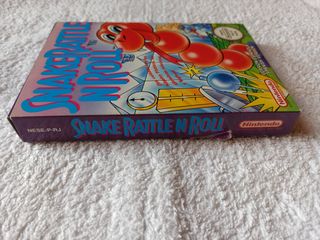 SNAKE RATTLE
N ROLL
Nintendo
NESE-P-RJ
SNAKE RATTLE N ROLL
Nintendo